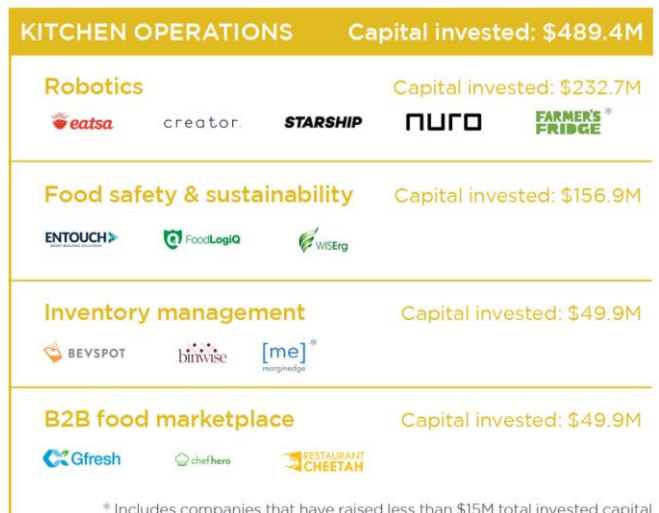 KITCHEN OPERATIONS Capital invested: $489.4M
Robotics Capital invested: $232.7M
eatsa creator. STARSHIP nuro FARMER'S FRIDGE *
Food safety & sustainability Capital invested: $156.9M
ENTOUCH FoodLogiQ WISErg
SMART BUILDING SOLUTIONS
Inventory management Capital invested: $49.9M
BEVSPOT binwise [me] *
marginedge
B2B food marketplace Capital invested: $49.9M
Gfresh chefhero RESTAURANT CHEETAH
* Includes companies that have raised less than $15M total invested capital